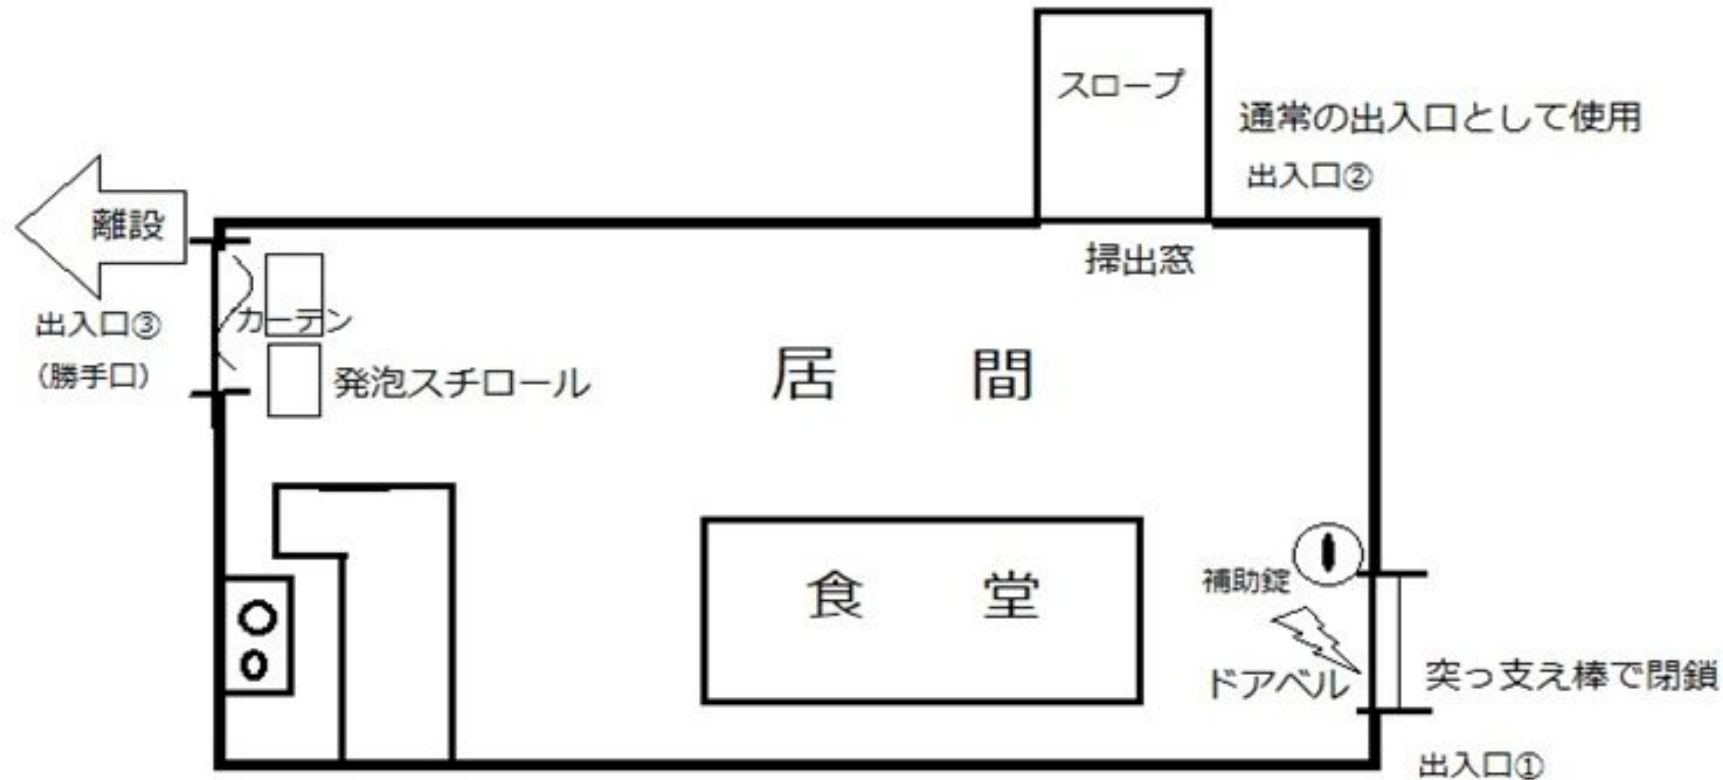 スロープ
通常の出入口として使用
出入口②
離設
掃出窓
出入口③
(勝手口)
カーテン
発泡スチロール
居間
食堂
補助錠
ドアベル
突っ支え棒で閉鎖
出入口①